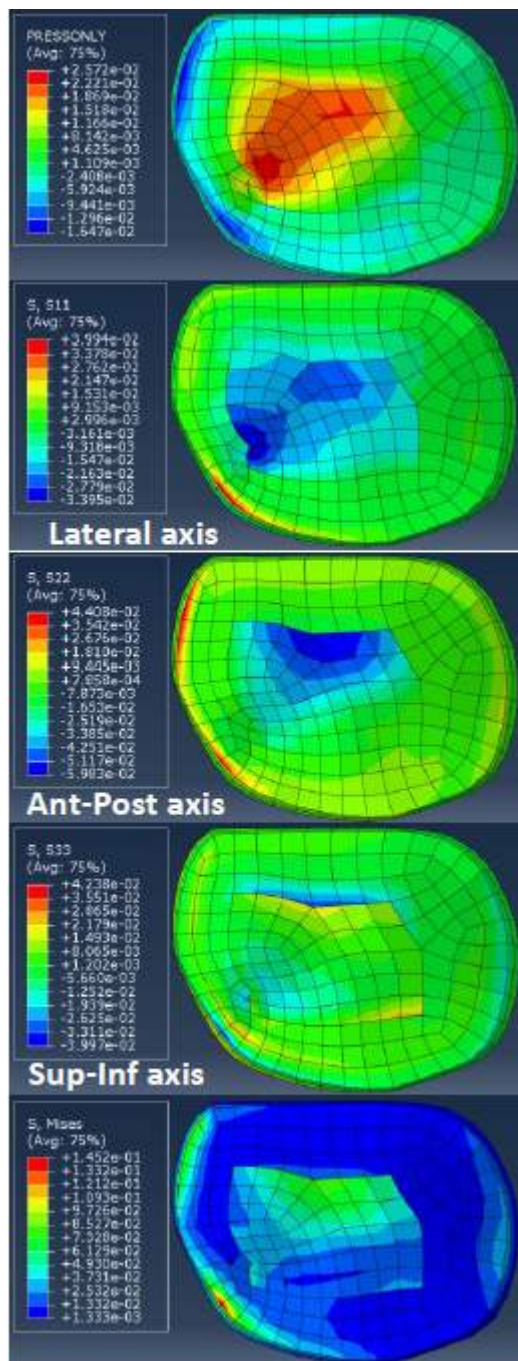 PRESSONLY
(Avg: 75%)
+2.572e-02
+2.221e-02
+1.869e-02
+1.518e-02
+1.166e-02
+8.142e-03
+4.625e-03
+1.109e-03
-2.408e-03
-5.924e-03
-9.441e-03
-1.296e-02
-1.647e-02
S, S11
(Avg: 75%)
+3.994e-02
+3.378e-02
+2.762e-02
+2.147e-02
+1.531e-02
+9.153e-03
+2.996e-03
-3.161e-03
-9.318e-03
-1.547e-02
-2.163e-02
-2.779e-02
-3.395e-02
Lateral axis
S, S22
(Avg: 75%)
+4.408e-02
+3.542e-02
+2.676e-02
+1.810e-02
+9.445e-03
+7.858e-04
-7.873e-03
-1.653e-02
-2.519e-02
-3.385e-02
-4.251e-02
-5.117e-02
-5.983e-02
Ant-Post axis
S, S33
(Avg: 75%)
+4.238e-02
+3.551e-02
+2.865e-02
+2.179e-02
+1.493e-02
+8.065e-03
+1.202e-03
-5.660e-03
-1.252e-02
-1.939e-02
-2.625e-02
-3.311e-02
-3.997e-02
Sup-Inf axis
S, Mises
(Avg: 75%)
+1.452e-01
+1.332e-01
+1.212e-01
+1.093e-01
+9.726e-02
+8.527e-02
+7.328e-02
+6.129e-02
+4.930e-02
+3.731e-02
+2.532e-02
+1.332e-02
+1.333e-03